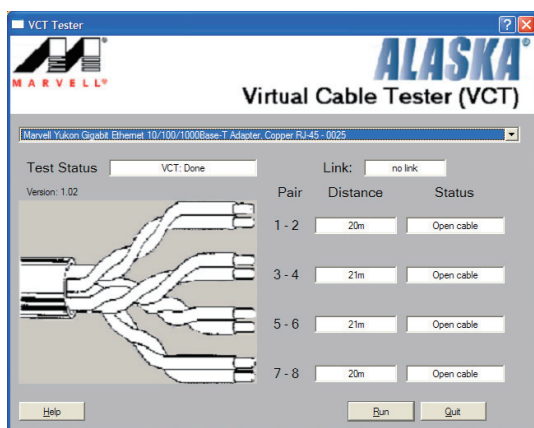 VCT Tester
MARVELL®
ALASKA®
Virtual Cable Tester (VCT)
Marvell Yukon Gigabit Ethernet 10/100/1000Base-T Adapter, Copper RJ-45 - 0025
Test Status VCT: Done Link: no link
Version: 1.02
Pair Distance Status
1 - 2 20m Open cable
3 - 4 21m Open cable
5 - 6 21m Open cable
7 - 8 20m Open cable
Help Run Quit